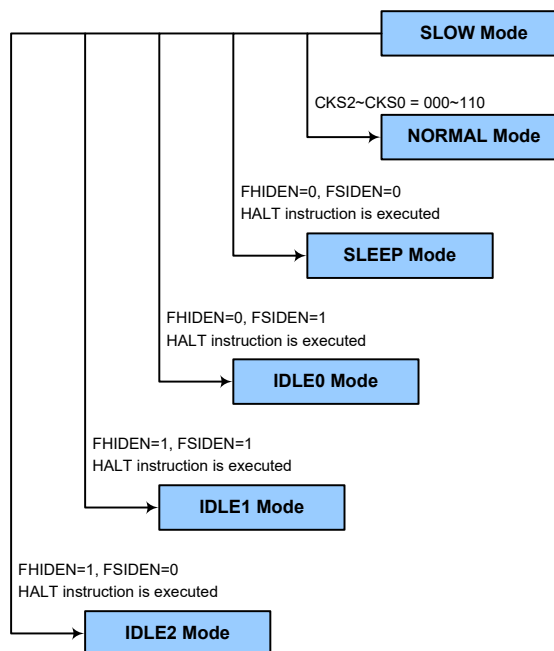 SLOW Mode
CKS2~CKS0 = 000~110
NORMAL Mode
FHIDEN=0, FSIDEN=0
HALT instruction is executed
SLEEP Mode
FHIDEN=0, FSIDEN=1
HALT instruction is executed
IDLE0 Mode
FHIDEN=1, FSIDEN=1
HALT instruction is executed
IDLE1 Mode
FHIDEN=1, FSIDEN=0
HALT instruction is executed
IDLE2 Mode